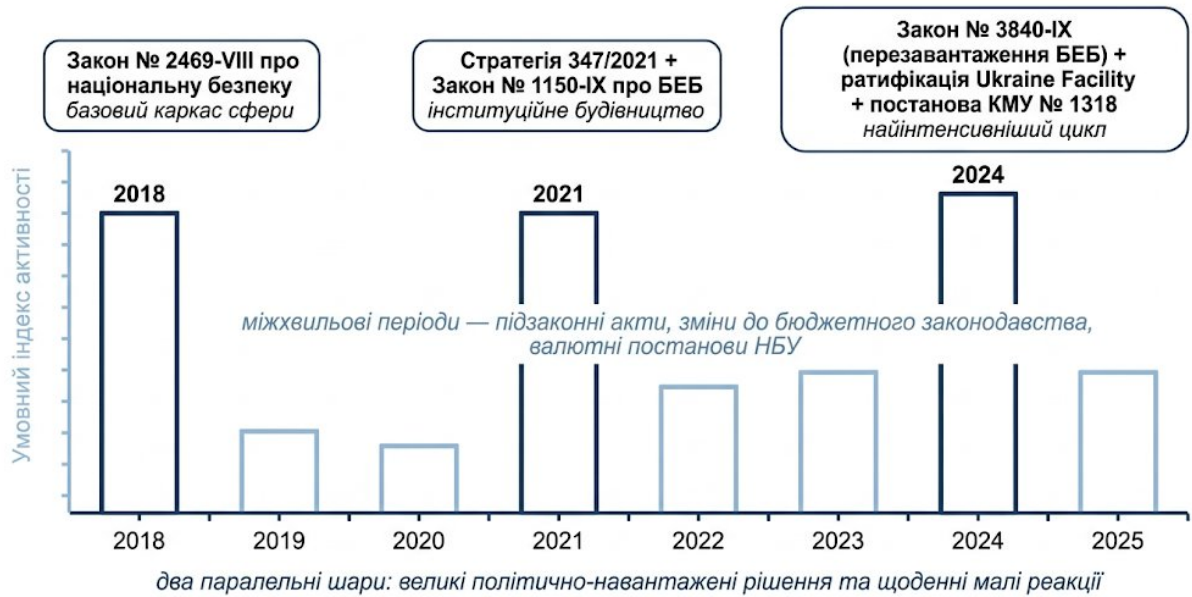 Закон № 2469-VIII про
національну безпеку
базовий каркас сфери
Стратегія 347/2021 +
Закон № 1150-IX про БЕБ
інституційне будівництво
Закон № 3840-IX
(перезавантаження БЕБ) +
ратифікація Ukraine Facility
+ постанова КМУ № 1318
найінтенсивніший цикл
Умовний індекс активності
2018
2021
2024
міжхвильові періоди — підзаконні акти, зміни до бюджетного законодавства,
валютні постанови НБУ
2018 2019 2020 2021 2022 2023 2024 2025
два паралельні шари: великі політично-навантажені рішення та щоденні малі реакції